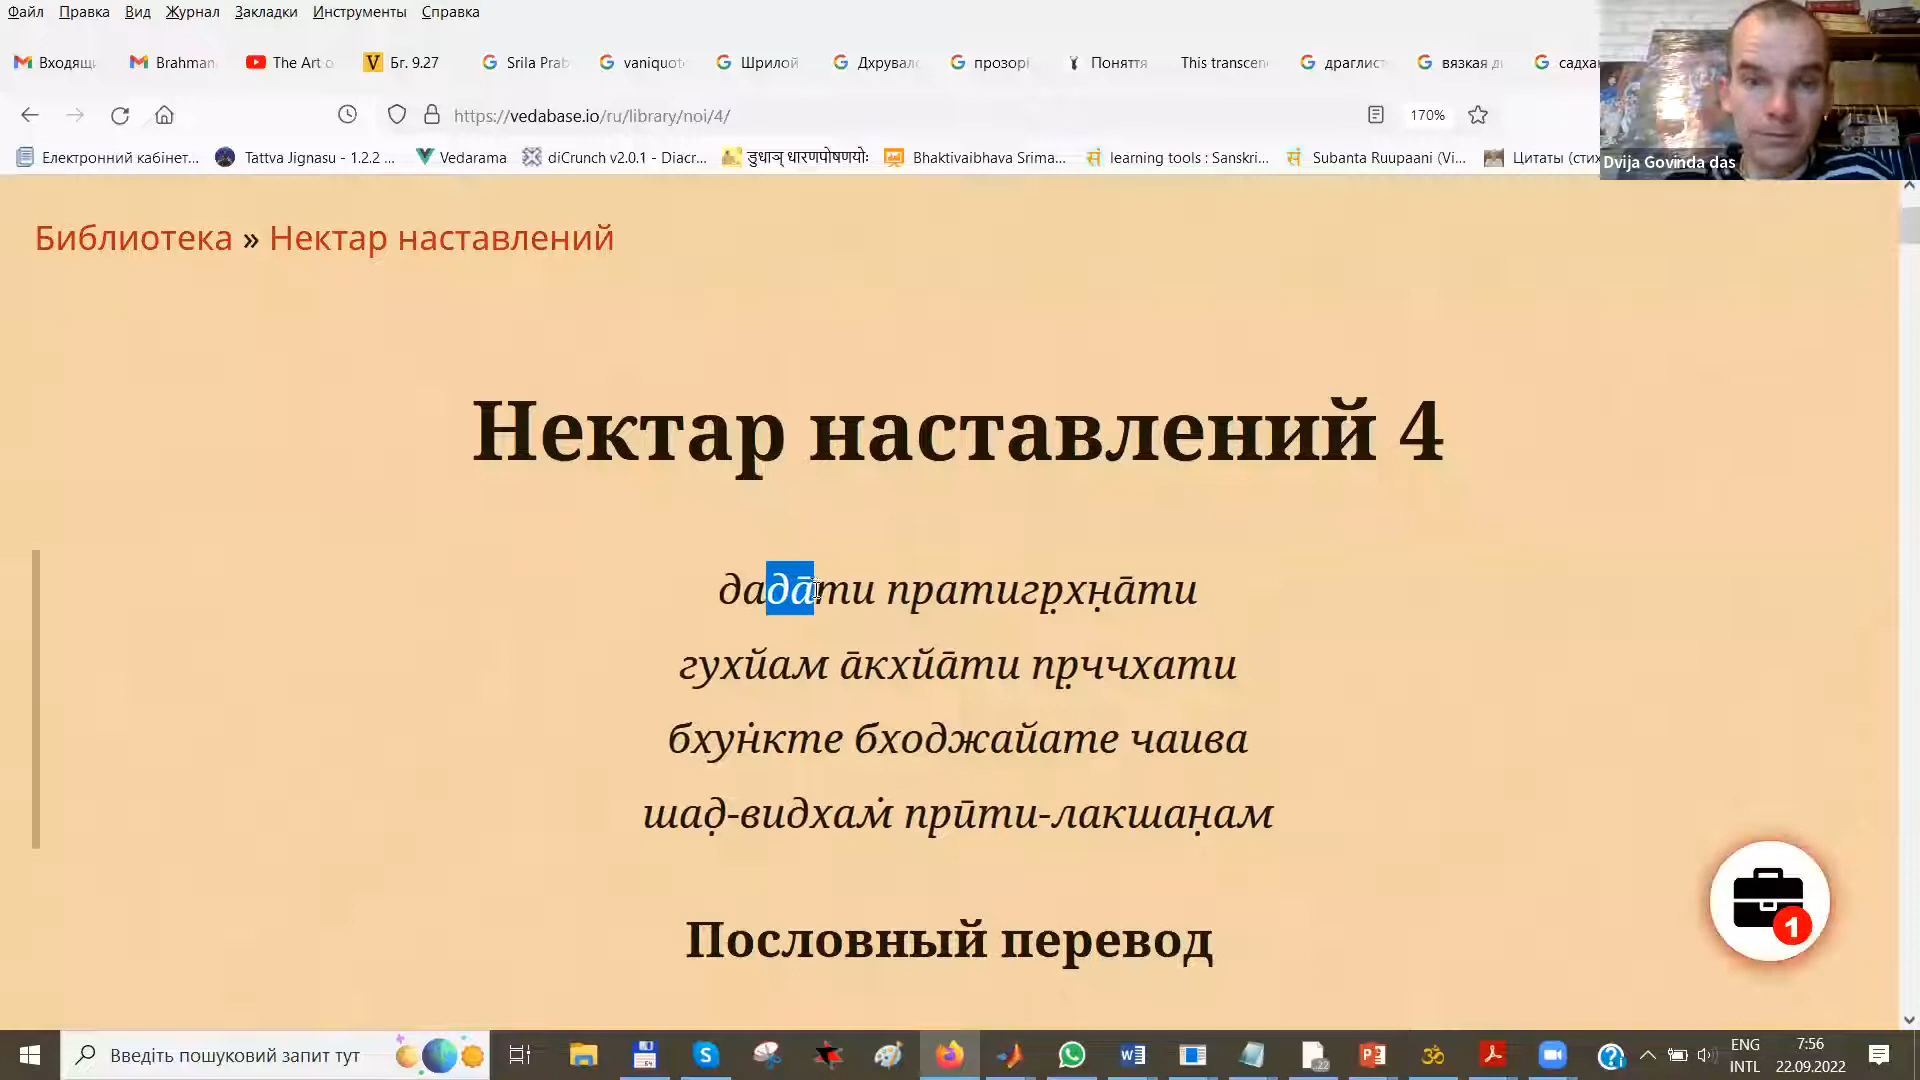 Файл Правка Вид Журнал Закладки Инструменты Справка
Входящи Brahman The Art o Бг. 9.27 Srila Prab vaniquot Шрилой Дхрувал прозорі Поняття This transcen драглист вязкая д садха
https://vedabase.io/ru/library/noi/4/ 170%
Електронний кабінет... Tattva Jignasu - 1.2.2 ... Vedarama diCrunch v2.0.1 - Diacr... डुधाञ् धारणपोषणयोः Bhaktivaibhava Srima... learning tools : Sanskri... Subanta Ruupaani (Vi... Цитаты (стих
Dvija Govinda das
Библиотека » Нектар наставлений
Нектар наставлений 4
дада̄ти пратигр̣хн̣а̄ти
гухйам а̄кхйа̄ти пр̣ччхати
бхун̇кте бходжайате чаива
шад̣-видхам̇ прӣти-лакшан̣ам
1
Пословный перевод
Введіть пошуковий запит тут
ENG 7:56
INTL 22.09.2022